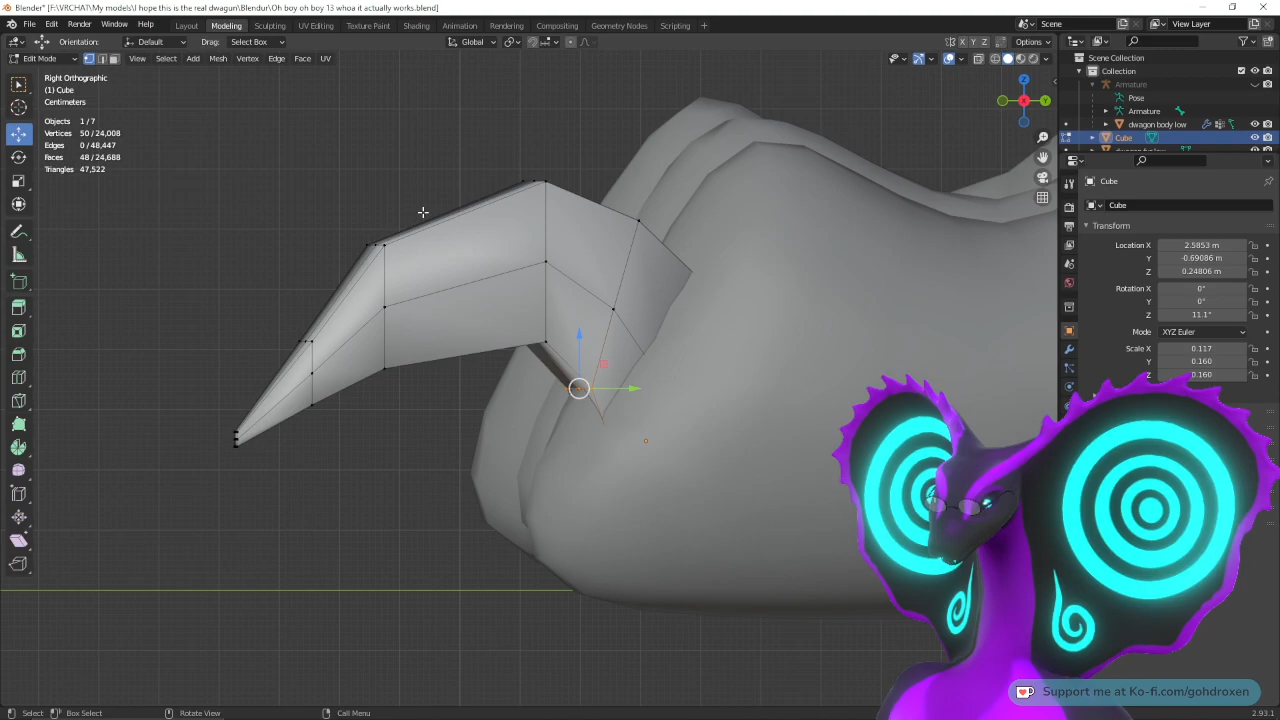 Blender* [F:\VRCHAT\My models\I hope this is the real dwagon\Blendur\Oh boy oh boy 13 whoa it actually works.blend]
File Edit Render Window Help Layout Modeling Sculpting UV Editing Texture Paint Shading Animation Rendering Compositing Geometry Nodes Scripting + Scene View Layer
Orientation: Default Drag: Select Box Global X Y Z Options
Edit Mode View Select Add Mesh Vertex Edge Face UV
Scene Collection
Collection
Armature
Pose
Armature
dwagon body low
Cube
Right Orthographic
(1) Cube
Centimeters
Objects 1/7
Vertices 50 / 24,008
Edges 0 / 48,447
Faces 48 / 24,688
Triangles 47,522
Z
X
Y
Cube
Cube
Transform
Location X 2.5853 m
Y -0.69086 m
Z 0.24806 m
Rotation X 0°
Y 0°
Z 11.1°
Mode XYZ Euler
Scale X 0.117
Y 0.160
Z 0.160
Support me at Ko-fi.com/gohdroxen
Select Box Select Rotate View Call Menu 2.93.1